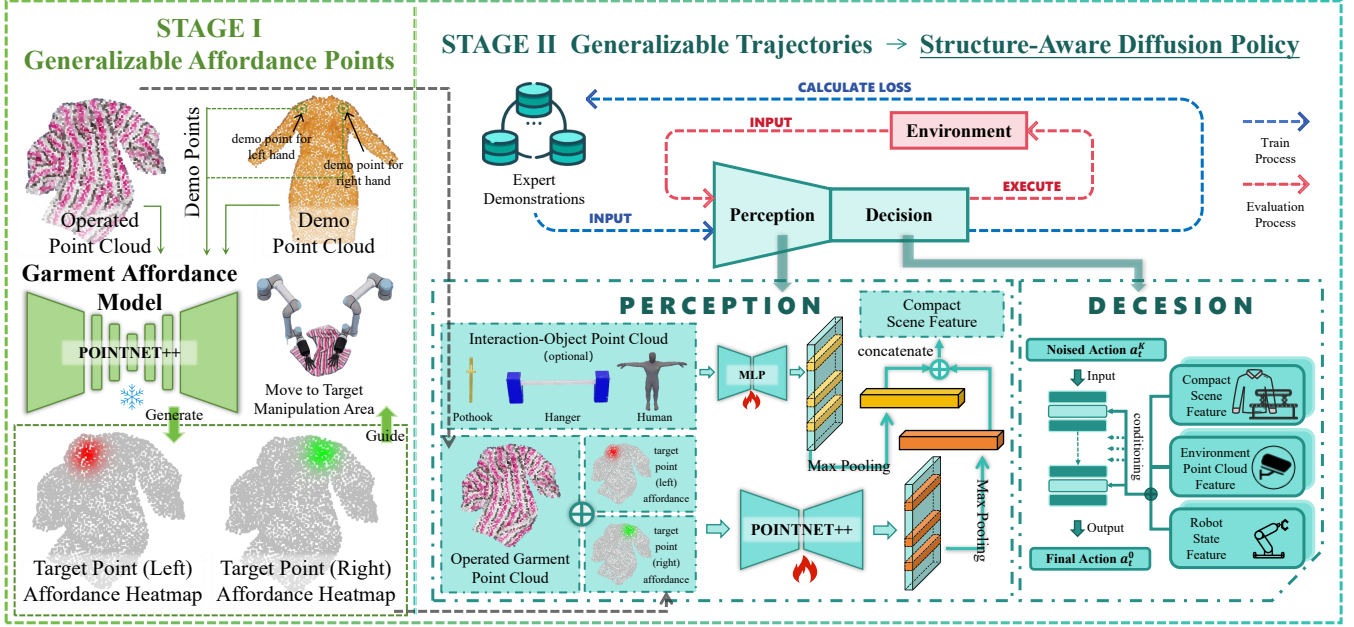 STAGE I
Generalizable Affordance Points
Demo Points
demo point for
left hand
demo point for
right hand
Operated
Point Cloud
Demo
Point Cloud
Garment Affordance
Model
POINTNET++
Generate
Move to Target
Manipulation Area
Guide
Target Point (Left)
Affordance Heatmap
Target Point (Right)
Affordance Heatmap
STAGE II Generalizable Trajectories → Structure-Aware Diffusion Policy
CALCULATE LOSS
INPUT
Environment
EXECUTE
Expert
Demonstrations
INPUT
Perception
Decision
Train
Process
Evaluation
Process
PERCEPTION
Interaction-Object Point Cloud
(optional)
Pothook
Hanger
Human
MLP
Compact
Scene Feature
concatenate
Max Pooling
Operated Garment
Point Cloud
target
point
(left)
affordance
target
point
(right)
affordance
POINTNET++
Max Pooling
DECESION
Noised Action a_t^K
Input
conditioning
Output
Final Action a_t^0
Compact
Scene
Feature
Environment
Point Cloud
Feature
Robot
State
Feature